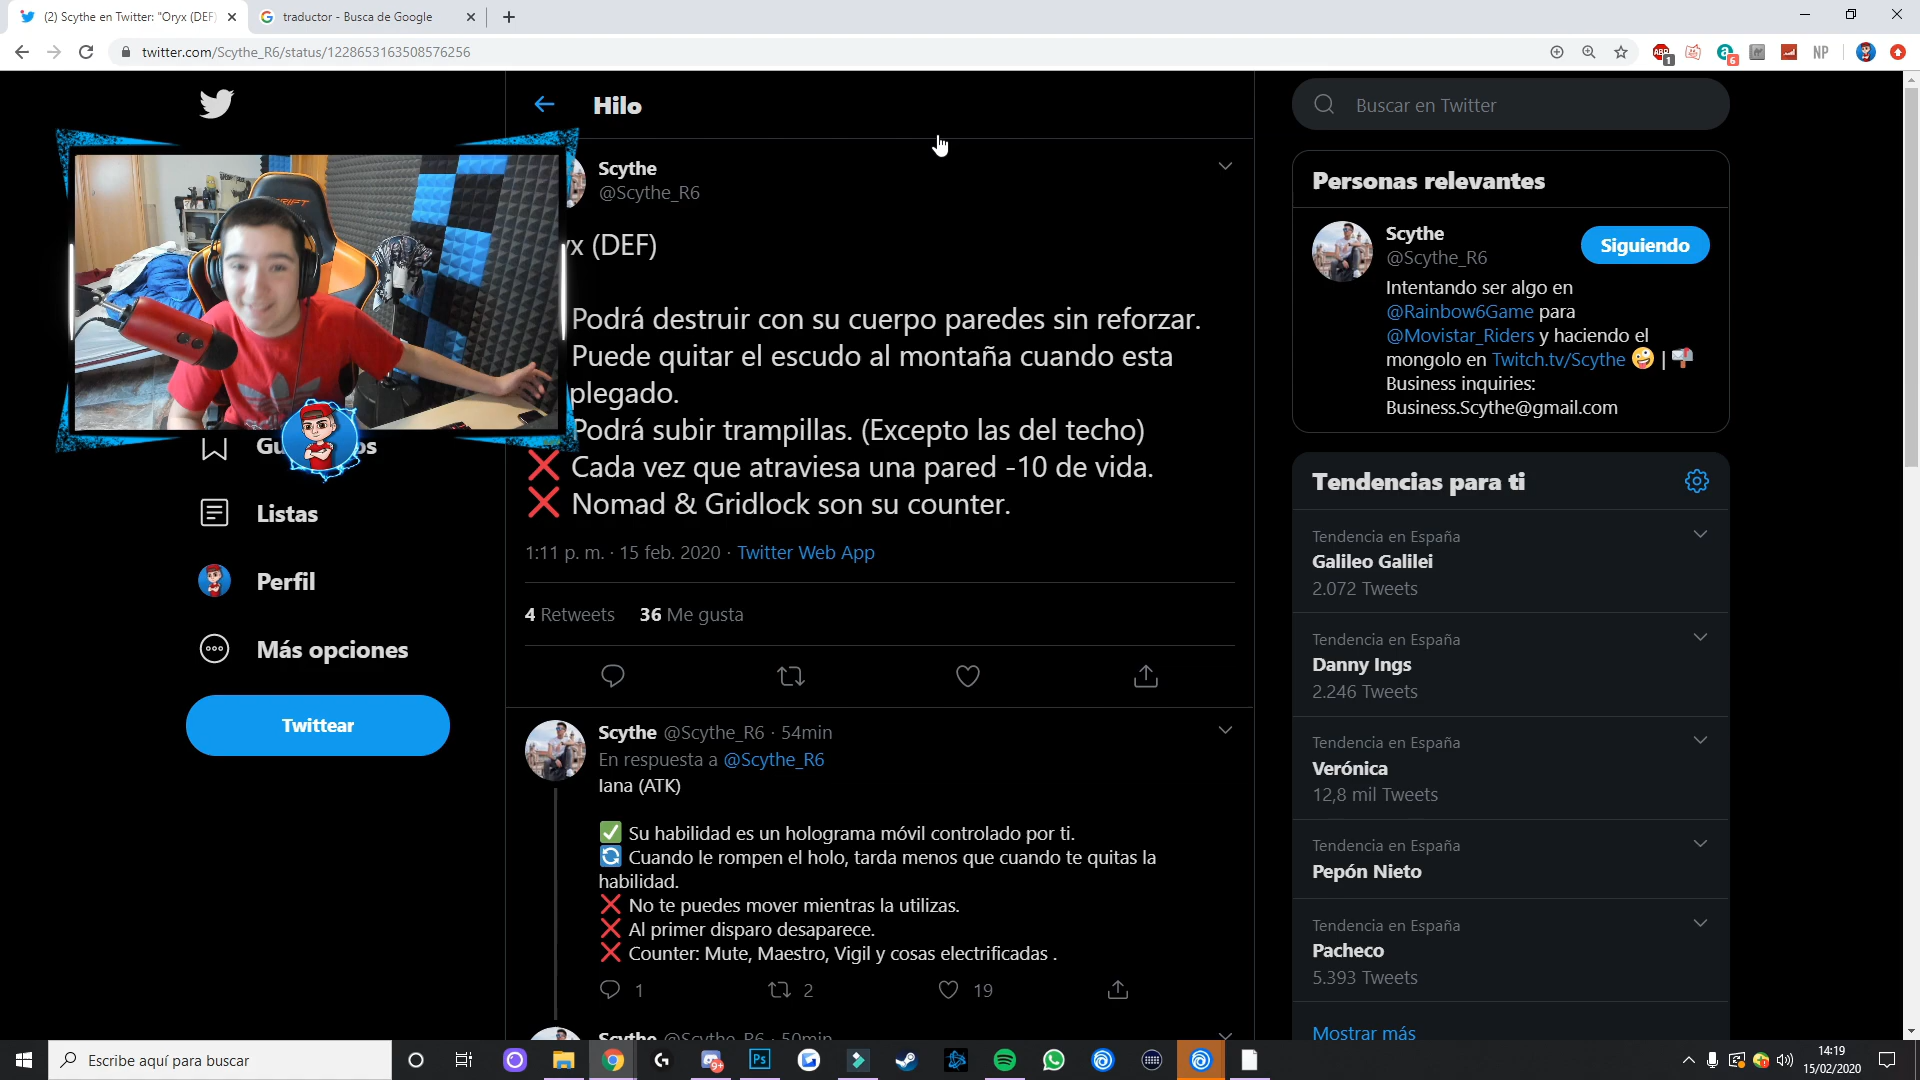 (2) Scythe en Twitter: "Oryx (DEF)
traductor - Busca de Google
twitter.com/Scythe_R6/status/1228653163508576256
ABP
1
6
NP
Hilo
Buscar en Twitter
Scythe
@Scythe_R6
yx (DEF)
Podrá destruir con su cuerpo paredes sin reforzar.
Puede quitar el escudo al montaña cuando esta
plegado.
Podrá subir trampillas. (Excepto las del techo)
❌ Cada vez que atraviesa una pared -10 de vida.
❌ Nomad & Gridlock son su counter.
1:11 p. m. · 15 feb. 2020 · Twitter Web App
4 Retweets 36 Me gusta
Listas
Perfil
Más opciones
Twittear
Scythe @Scythe_R6 · 54min
En respuesta a @Scythe_R6
Iana (ATK)
✅ Su habilidad es un holograma móvil controlado por ti.
🔄 Cuando le rompen el holo, tarda menos que cuando te quitas la
habilidad.
❌ No te puedes mover mientras la utilizas.
❌ Al primer disparo desaparece.
❌ Counter: Mute, Maestro, Vigil y cosas electrificadas .
1 2 19
Scythe @Scythe_R6 · 50min
Personas relevantes
Scythe
@Scythe_R6
Siguiendo
Intentando ser algo en
@Rainbow6Game para
@Movistar_Riders y haciendo el
mongolo en Twitch.tv/Scythe 🤪 | 📬
Business inquiries:
Business.Scythe@gmail.com
Tendencias para ti
Tendencia en España
Galileo Galilei
2.072 Tweets
Tendencia en España
Danny Ings
2.246 Tweets
Tendencia en España
Verónica
12,8 mil Tweets
Tendencia en España
Pepón Nieto
Tendencia en España
Pacheco
5.393 Tweets
Mostrar más
Escribe aquí para buscar
9+
Ps
14:19
15/02/2020